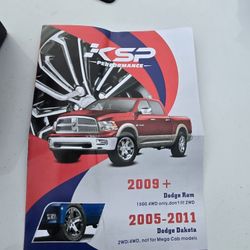 KSP
PERFORMANCE
2009+
Dodge Ram
1500,4WD only,don't fit 2WD
2005-2011
Dodge Dakota
2WD/4WD, not for Mega Cab models